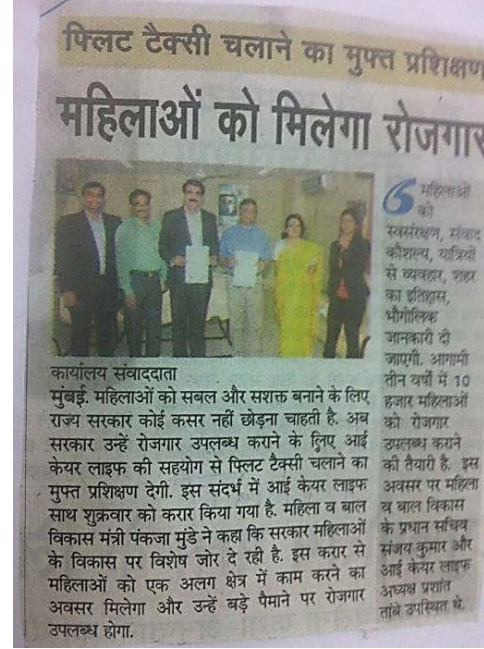 फ्लिट टैक्सी चलाने का मुफ्त प्रशिक्षण
महिलाओं को मिलेगा रोजगार
कार्यालय संवाददाता
मुंबई. महिलाओं को सबल और सशक्त बनाने के लिए
राज्य सरकार कोई कसर नहीं छोड़ना चाहती है. अब
सरकार उन्हें रोजगार उपलब्ध कराने के लिए आई
केयर लाइफ की सहयोग से फ्लिट टैक्सी चलाने का
मुफ्त प्रशिक्षण देगी. इस संदर्भ में आई केयर लाइफ
साथ शुक्रवार को करार किया गया है. महिला व बाल
विकास मंत्री पंकजा मुंडे ने कहा कि सरकार महिलाओं
के विकास पर विशेष जोर दे रही है. इस करार से
महिलाओं को एक अलग क्षेत्र में काम करने का
अवसर मिलेगा और उन्हें बड़े पैमाने पर रोजगार
उपलब्ध होगा.
महिलाओं
को
स्वसंरक्षण, संवाद
कौशल्य, यात्रियों
से व्यवहार, शहर
का इतिहास,
भौगोलिक
जानकारी दी
जाएगी. आगामी
तीन वर्षों में 10
हजार महिलाओं
को रोजगार
उपलब्ध कराने
की तैयारी है. इस
अवसर पर महिला
व बाल विकास
के प्रधान सचिव
संजय कुमार और
आई केयर लाइफ
अध्यक्ष प्रशांत
तांबे उपस्थित थे.